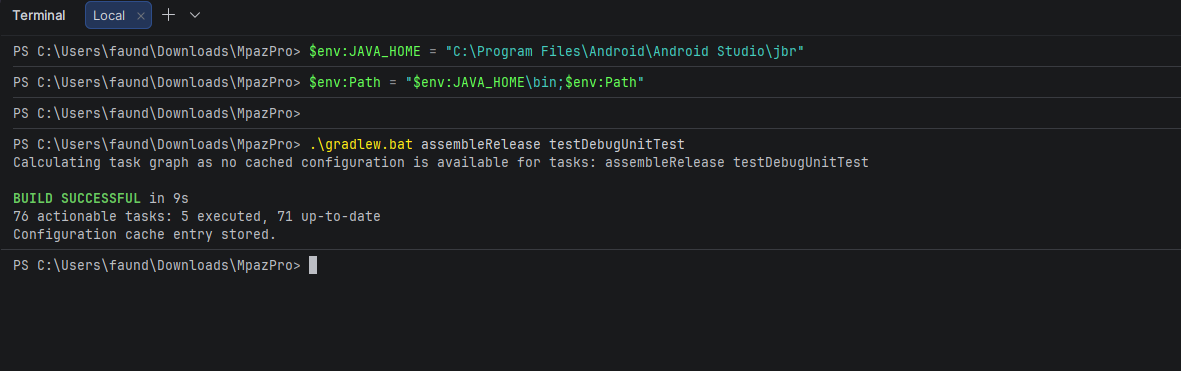 Terminal Local
PS C:\Users\faund\Downloads\MpazPro> $env:JAVA_HOME = "C:\Program Files\Android\Android Studio\jbr"
PS C:\Users\faund\Downloads\MpazPro> $env:Path = "$env:JAVA_HOME\bin;$env:Path"
PS C:\Users\faund\Downloads\MpazPro>
PS C:\Users\faund\Downloads\MpazPro> .\gradlew.bat assembleRelease testDebugUnitTest
Calculating task graph as no cached configuration is available for tasks: assembleRelease testDebugUnitTest
BUILD SUCCESSFUL in 9s
76 actionable tasks: 5 executed, 71 up-to-date
Configuration cache entry stored.
PS C:\Users\faund\Downloads\MpazPro>